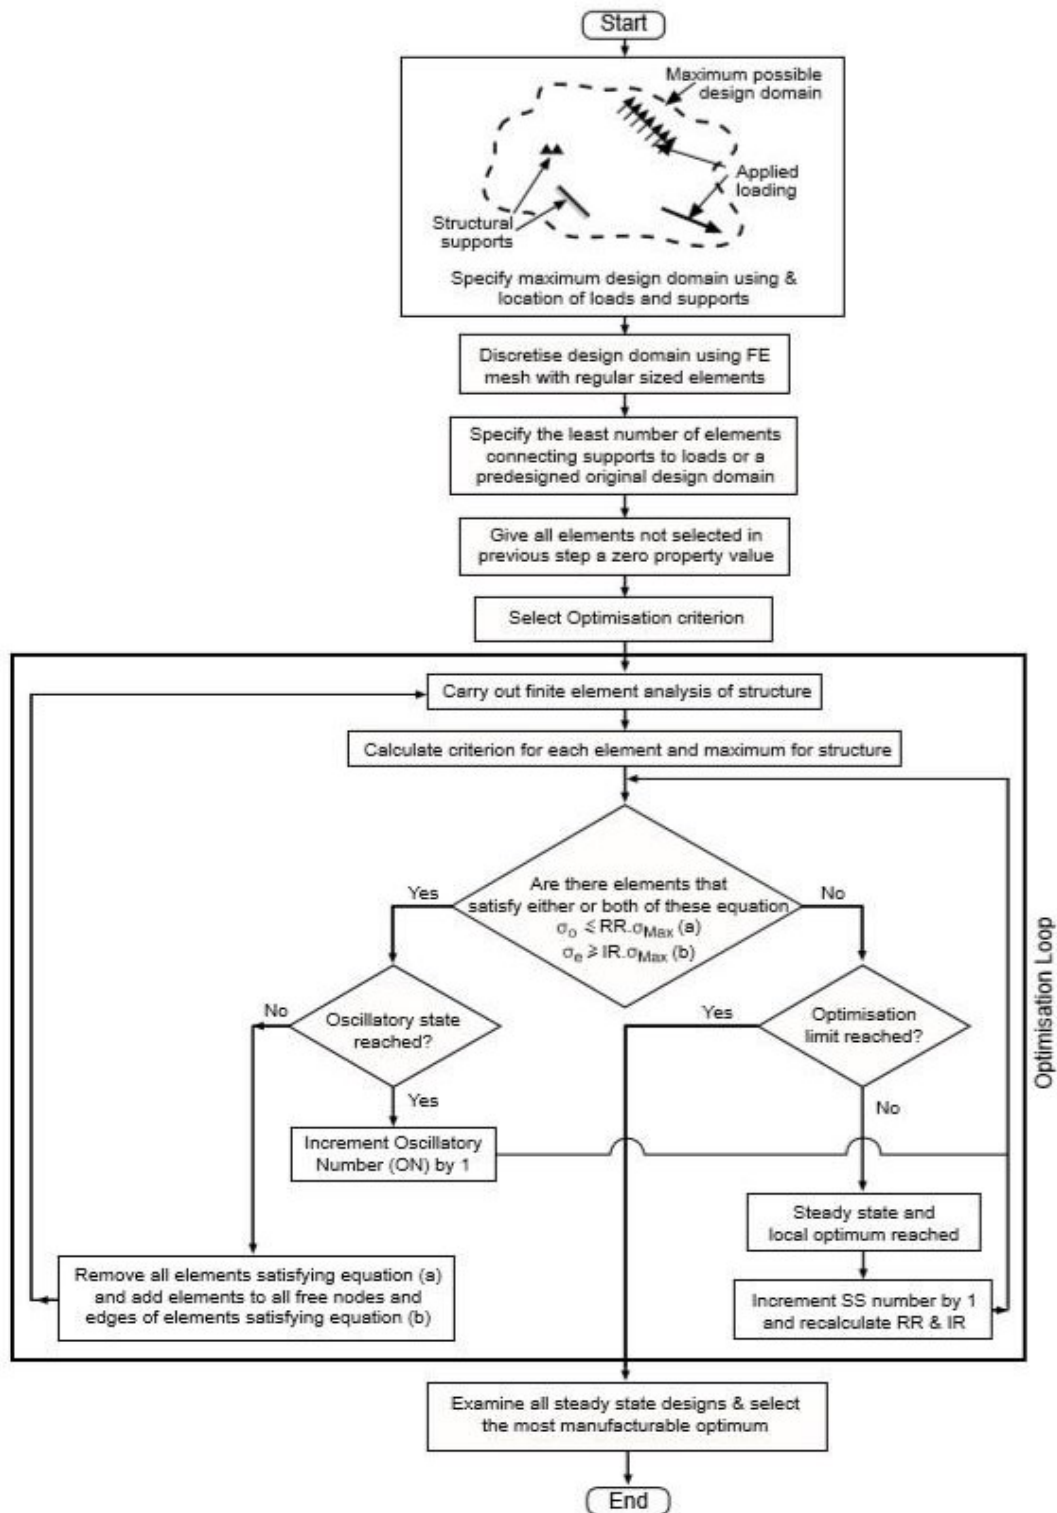 Start
Maximum possible
design domain
Applied
loading
Structural
supports
Specify maximum design domain using &
location of loads and supports
Discretise design domain using FE
mesh with regular sized elements
Specify the least number of elements
connecting supports to loads or a
predesigned original design domain
Give all elements not selected in
previous step a zero property value
Select Optimisation criterion
Carry out finite element analysis of structure
Calculate criterion for each element and maximum for structure
Are there elements that
satisfy either or both of these equation
σₒ ⩽ RR.σMax (a)
σₑ ⩾ IR.σMax (b)
Yes
No
Oscillatory state
reached?
No
Yes
Increment Oscillatory
Number (ON) by 1
Remove all elements satisfying equation (a)
and add elements to all free nodes and
edges of elements satisfying equation (b)
Optimisation
limit reached?
Yes
No
Steady state and
local optimum reached
Increment SS number by 1
and recalculate RR & IR
Optimisation Loop
Examine all steady state designs & select
the most manufacturable optimum
End